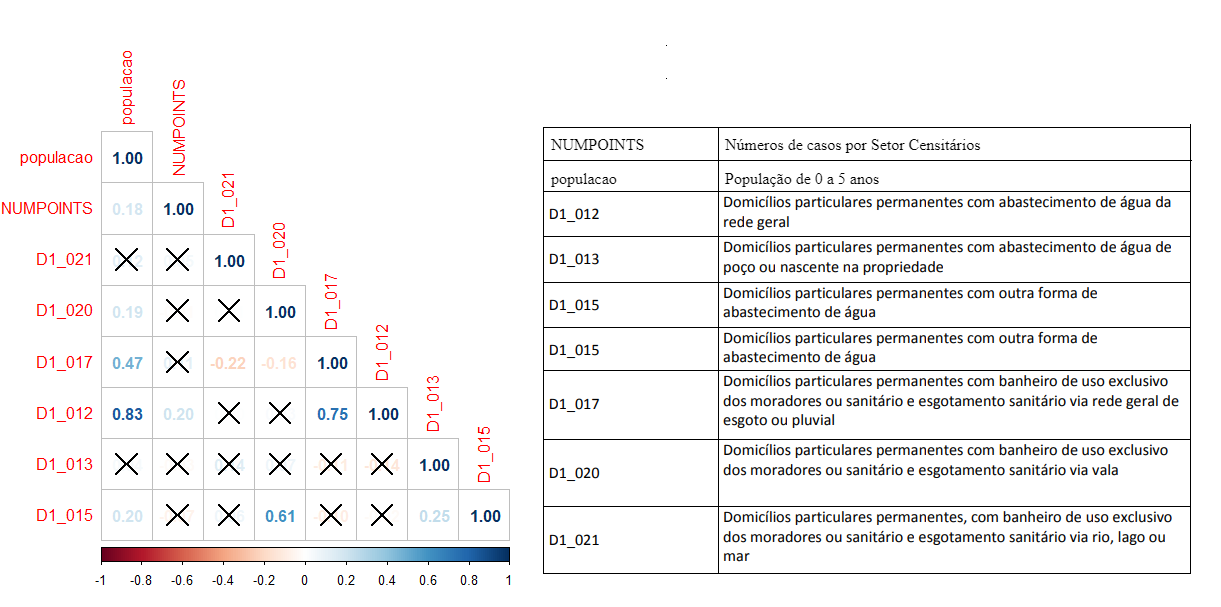 populacao
NUMPOINTS
D1_021
D1_020
D1_017
D1_012
D1_013
D1_015
populacao 1.00
NUMPOINTS 0.18 1.00
D1_021 1.00
D1_020 0.19 1.00
D1_017 0.47 -0.22 -0.16 1.00
D1_012 0.83 0.20 0.75 1.00
D1_013 1.00
D1_015 0.20 0.61 0.25 1.00
-1 -0.8 -0.6 -0.4 -0.2 0 0.2 0.4 0.6 0.8 1
NUMPOINTS Números de casos por Setor Censitários
populacao População de 0 a 5 anos
D1_012 Domicílios particulares permanentes com abastecimento de água da
rede geral
D1_013 Domicílios particulares permanentes com abastecimento de água de
poço ou nascente na propriedade
D1_015 Domicílios particulares permanentes com outra forma de
abastecimento de água
D1_015 Domicílios particulares permanentes com outra forma de
abastecimento de água
D1_017 Domicílios particulares permanentes com banheiro de uso exclusivo
dos moradores ou sanitário e esgotamento sanitário via rede geral de
esgoto ou pluvial
D1_020 Domicílios particulares permanentes com banheiro de uso exclusivo
dos moradores ou sanitário e esgotamento sanitário via vala
D1_021 Domicílios particulares permanentes, com banheiro de uso exclusivo
dos moradores ou sanitário e esgotamento sanitário via rio, lago ou
mar